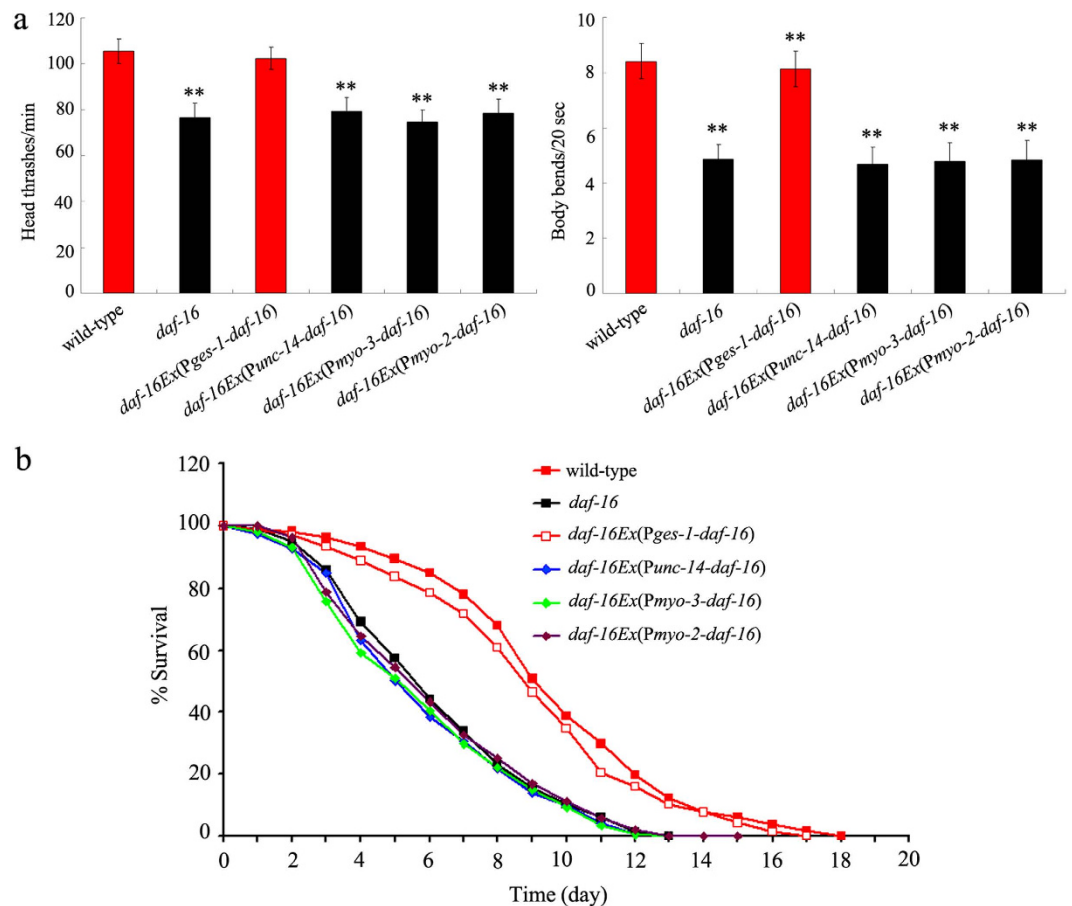 a
120
100
80
60
40
20
0
Head thrashes/min
**
**
**
**
wild-type
daf-16
daf-16Ex(Pges-1-daf-16)
daf-16Ex(Punc-14-daf-16)
daf-16Ex(Pmyo-3-daf-16)
daf-16Ex(Pmyo-2-daf-16)
10
8
6
4
2
0
Body bends/20 sec
**
**
**
**
**
wild-type
daf-16
daf-16Ex(Pges-1-daf-16)
daf-16Ex(Punc-14-daf-16)
daf-16Ex(Pmyo-3-daf-16)
daf-16Ex(Pmyo-2-daf-16)
b
120
100
80
60
40
20
0
% Survival
wild-type
daf-16
daf-16Ex(Pges-1-daf-16)
daf-16Ex(Punc-14-daf-16)
daf-16Ex(Pmyo-3-daf-16)
daf-16Ex(Pmyo-2-daf-16)
0 2 4 6 8 10 12 14 16 18 20
Time (day)